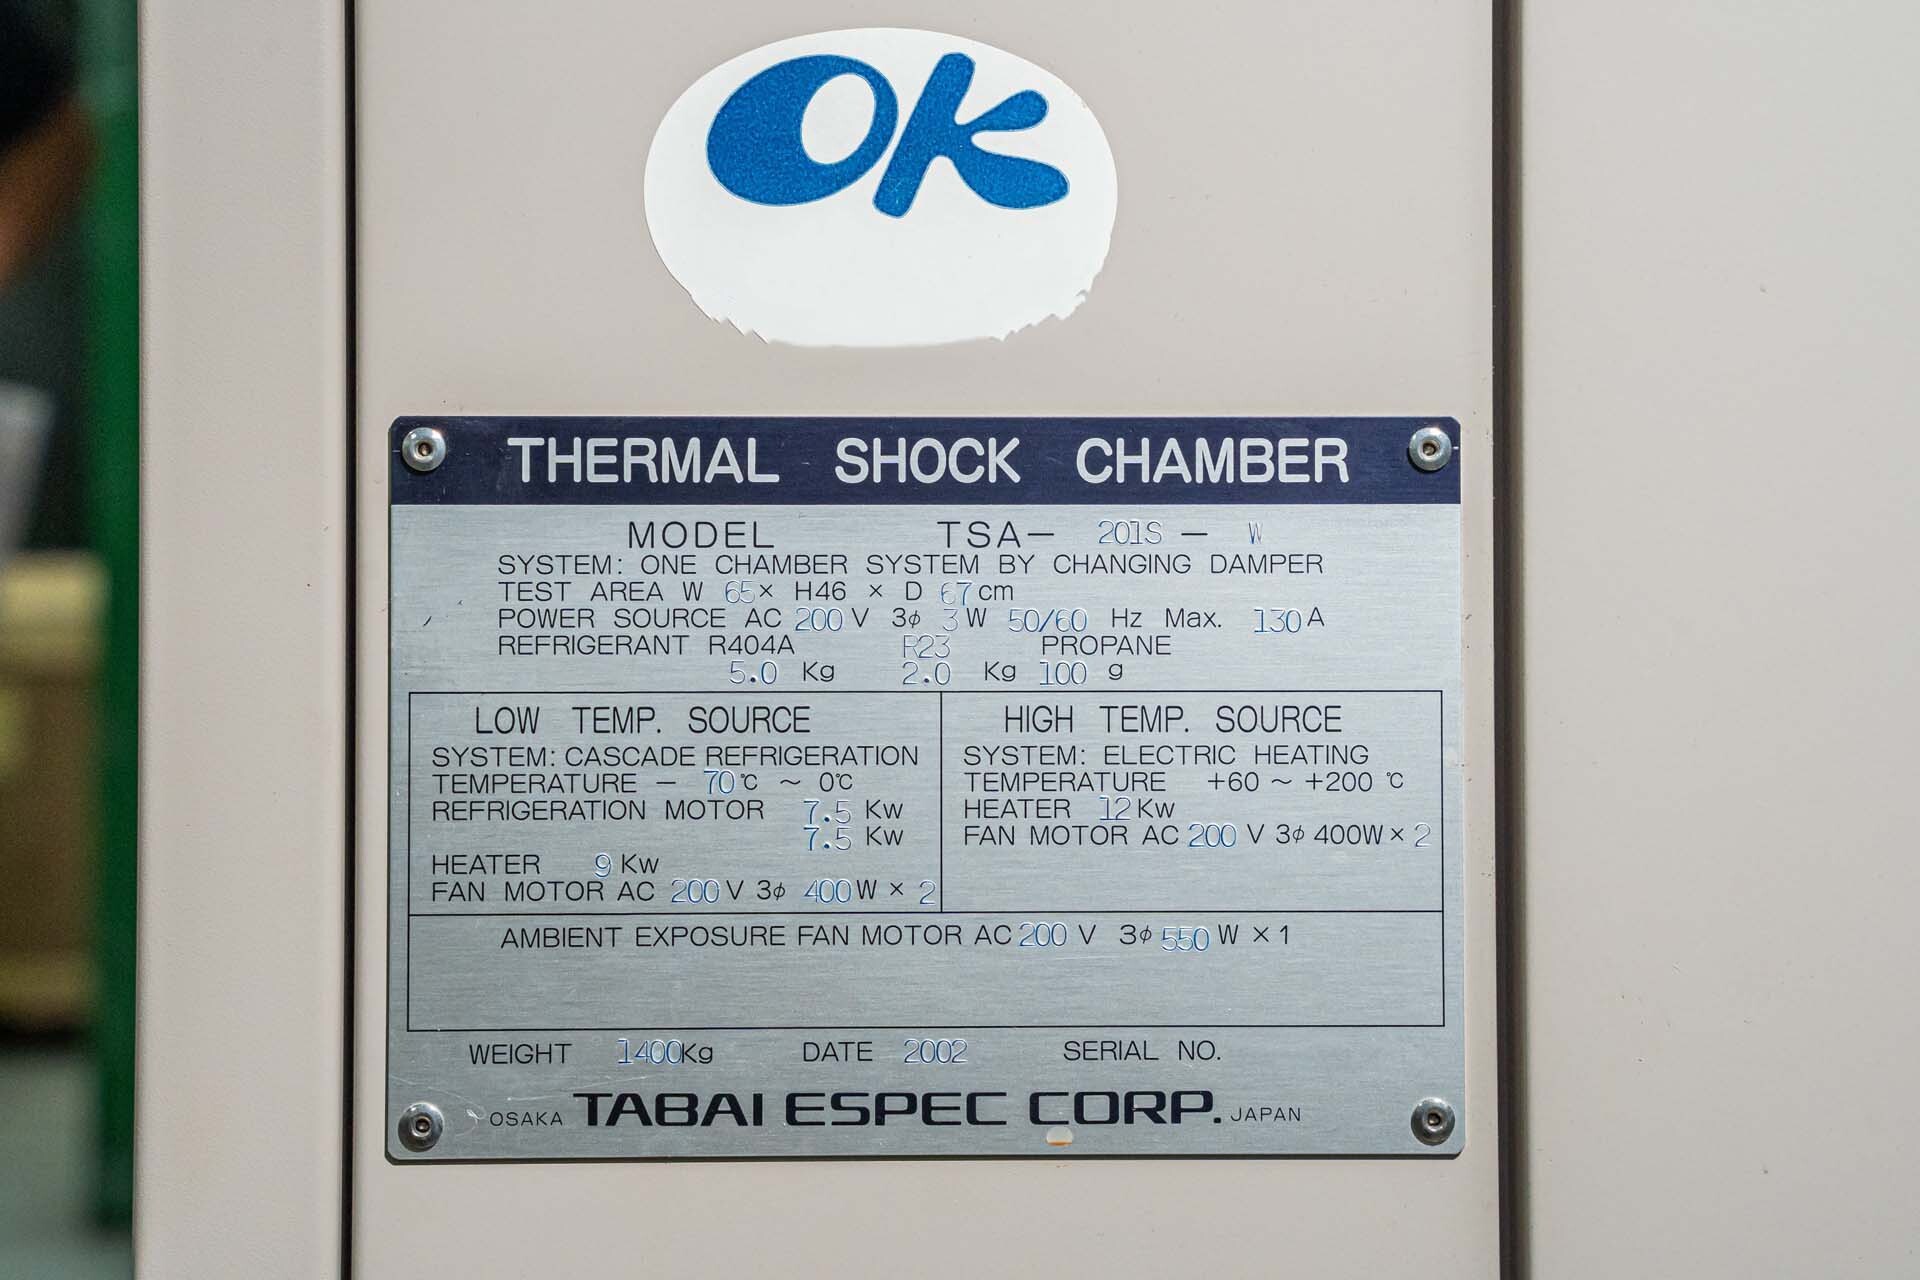 OK
THERMAL SHOCK CHAMBER
MODEL TSA- 201S - W
SYSTEM: ONE CHAMBER SYSTEM BY CHANGING DAMPER
TEST AREA W 65 × H46 × D 67 cm
POWER SOURCE AC 200 V 3φ 3 W 50/60 Hz Max. 130 A
REFRIGERANT R404A R23 PROPANE
5.0 Kg 2.0 Kg 100 g
LOW TEMP. SOURCE
SYSTEM: CASCADE REFRIGERATION
TEMPERATURE - 70 ℃ ~ 0℃
REFRIGERATION MOTOR 7.5 Kw
7.5 Kw
HEATER 9 Kw
FAN MOTOR AC 200 V 3φ 400 W × 2
HIGH TEMP. SOURCE
SYSTEM: ELECTRIC HEATING
TEMPERATURE +60 ~ +200 ℃
HEATER 12 Kw
FAN MOTOR AC 200 V 3φ 400W × 2
AMBIENT EXPOSURE FAN MOTOR AC 200 V 3φ 550 W × 1
WEIGHT 1400Kg DATE 2002 SERIAL NO.
OSAKA TABAI ESPEC CORP. JAPAN